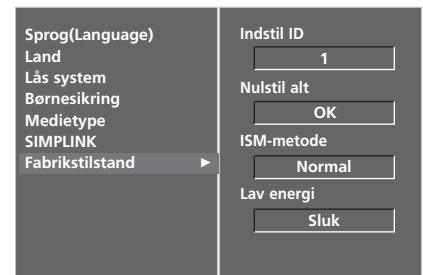 Sprog(Language)
Land
Lås system
Børnesikring
Medietype
SIMPLINK
Fabrikstilstand ►
Indstil ID
1
Nulstil alt
OK
ISM-metode
Normal
Lav energi
Sluk